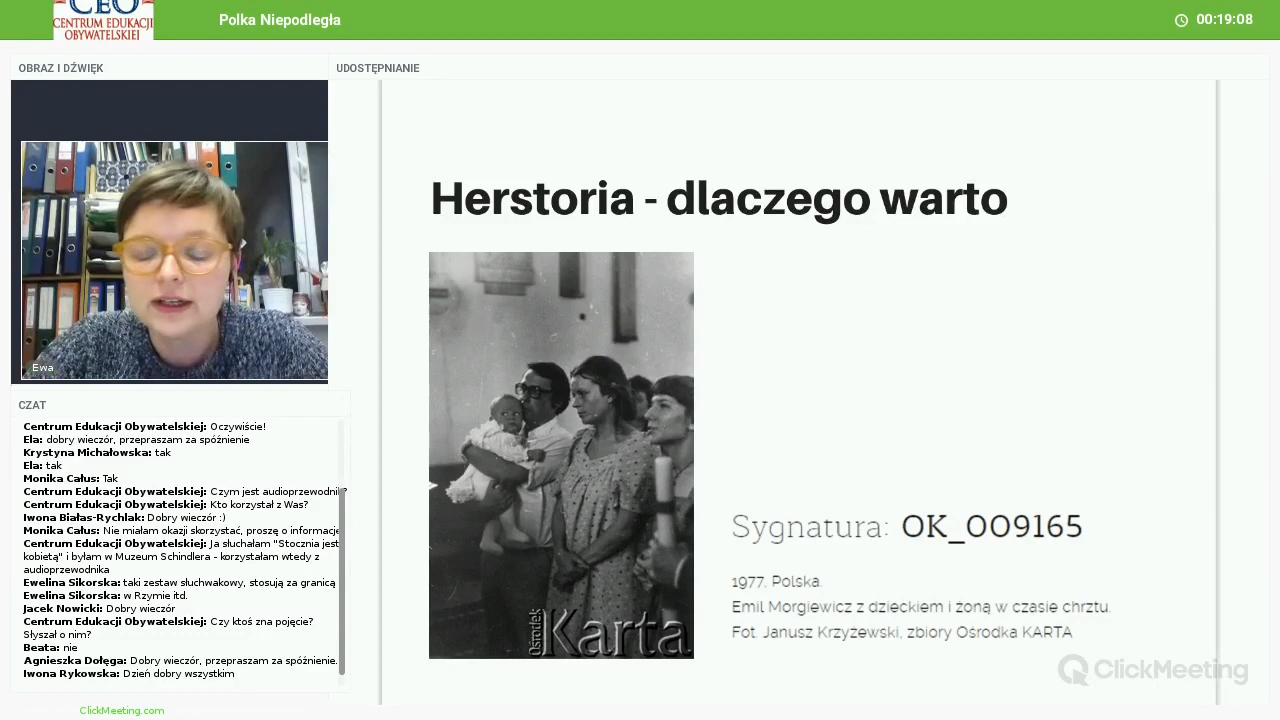 CEO
CENTRUM EDUKACJI
OBYWATELSKIEJ
Polka Niepodległa
00:19:08
OBRAZ I DŹWIĘK
UDOSTĘPNIANIE
Ewa
CZAT
Centrum Edukacji Obywatelskiej: Oczywiście!
Ela: dobry wieczór, przepraszam za spóźnienie
Krystyna Michałowska: tak
Ela: tak
Monika Całus: Tak
Centrum Edukacji Obywatelskiej: Czym jest audioprzewodnik?
Centrum Edukacji Obywatelskiej: Kto korzystał z Was?
Iwona Białas-Rychlak: Dobry wieczór :)
Monika Całus: Nie miałam okazji skorzystać, proszę o informację
Centrum Edukacji Obywatelskiej: Ja słuchałam "Stocznia jest
kobietą" i byłam w Muzeum Schindlera - korzystałam wtedy z
audioprzewodnika
Ewelina Sikorska: taki zestaw słuchwakowy, stosują za granicą
Ewelina Sikorska: w Rzymie itd.
Jacek Nowicki: Dobry wieczór
Centrum Edukacji Obywatelskiej: Czy ktoś zna pojęcie?
Słyszał o nim?
Beata: nie
Agnieszka Dołęga: Dobry wieczór, przepraszam za spóźnienie.
Iwona Rykowska: Dzień dobry wszystkim
ClickMeeting.com
Herstoria - dlaczego warto
Ośrodek Karta
Sygnatura: OK_009165
1977, Polska.
Emil Morgiewicz z dzieckiem i żoną w czasie chrztu.
Fot. Janusz Krzyżewski, zbiory Ośrodka KARTA
ClickMeeting